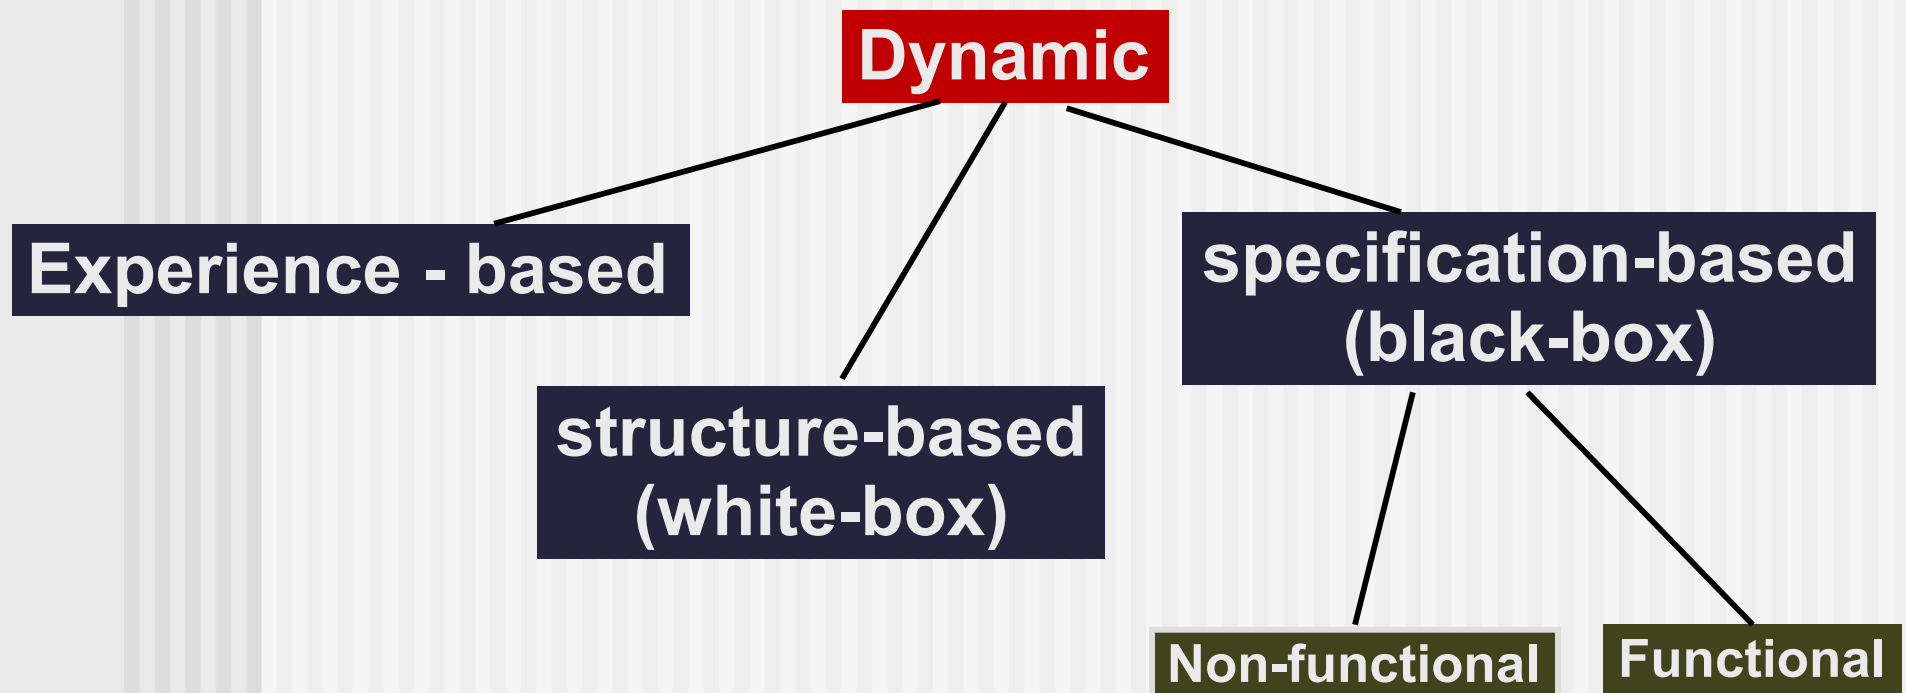 Dynamic
Experience - based
specification-based
(black-box)
structure-based
(white-box)
Non-functional
Functional